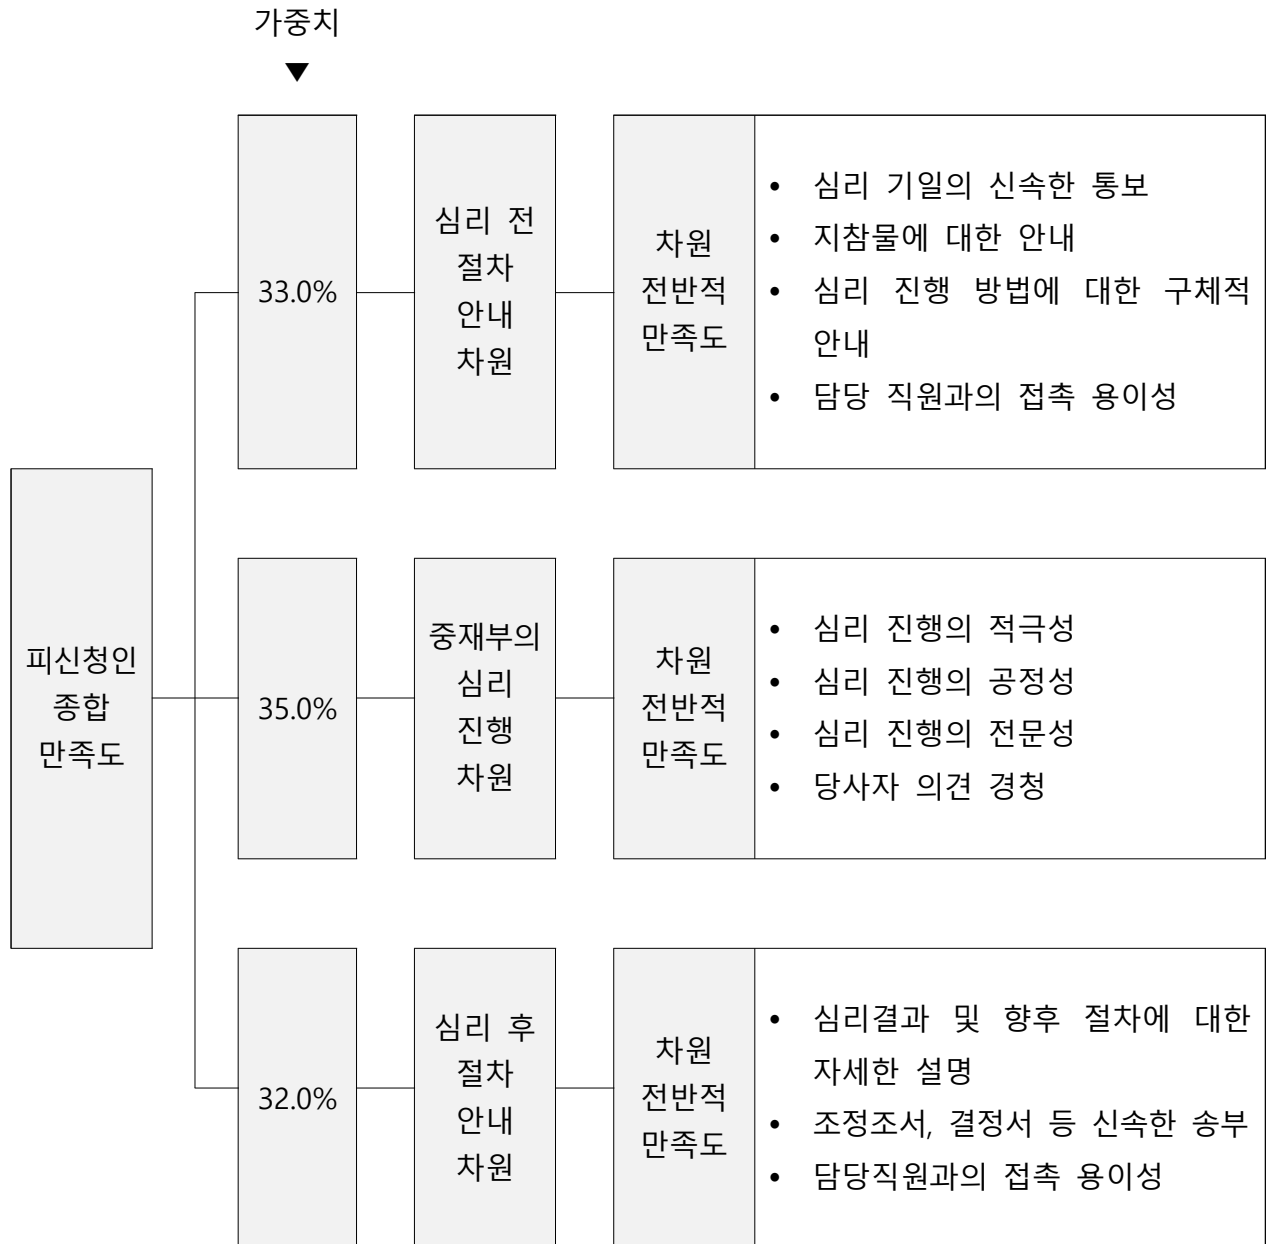 가중치
▼
피신청인
종합
만족도
33.0%
심리 전
절차
안내
차원
차원
전반적
만족도
• 심리 기일의 신속한 통보
• 지참물에 대한 안내
• 심리 진행 방법에 대한 구체적
안내
• 담당 직원과의 접촉 용이성
35.0%
중재부의
심리
진행
차원
차원
전반적
만족도
• 심리 진행의 적극성
• 심리 진행의 공정성
• 심리 진행의 전문성
• 당사자 의견 경청
32.0%
심리 후
절차
안내
차원
차원
전반적
만족도
• 심리결과 및 향후 절차에 대한
자세한 설명
• 조정조서, 결정서 등 신속한 송부
• 담당직원과의 접촉 용이성